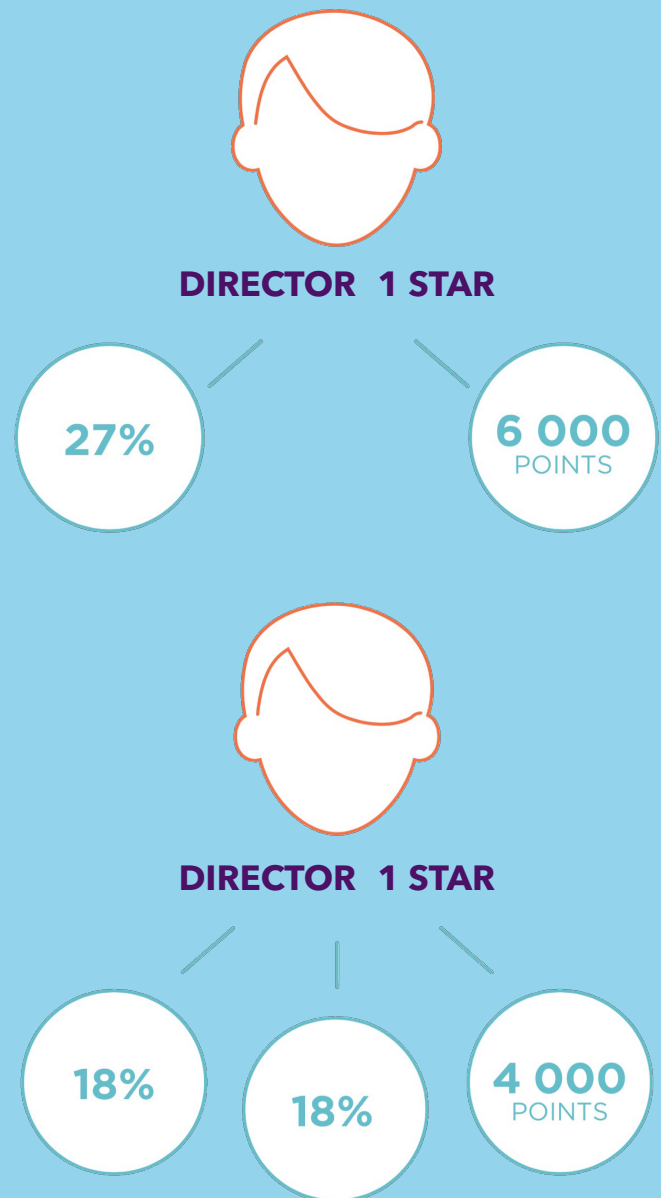 DIRECTOR 1 STAR
27%
6 000
POINTS
DIRECTOR 1 STAR
18%
18%
4 000
POINTS